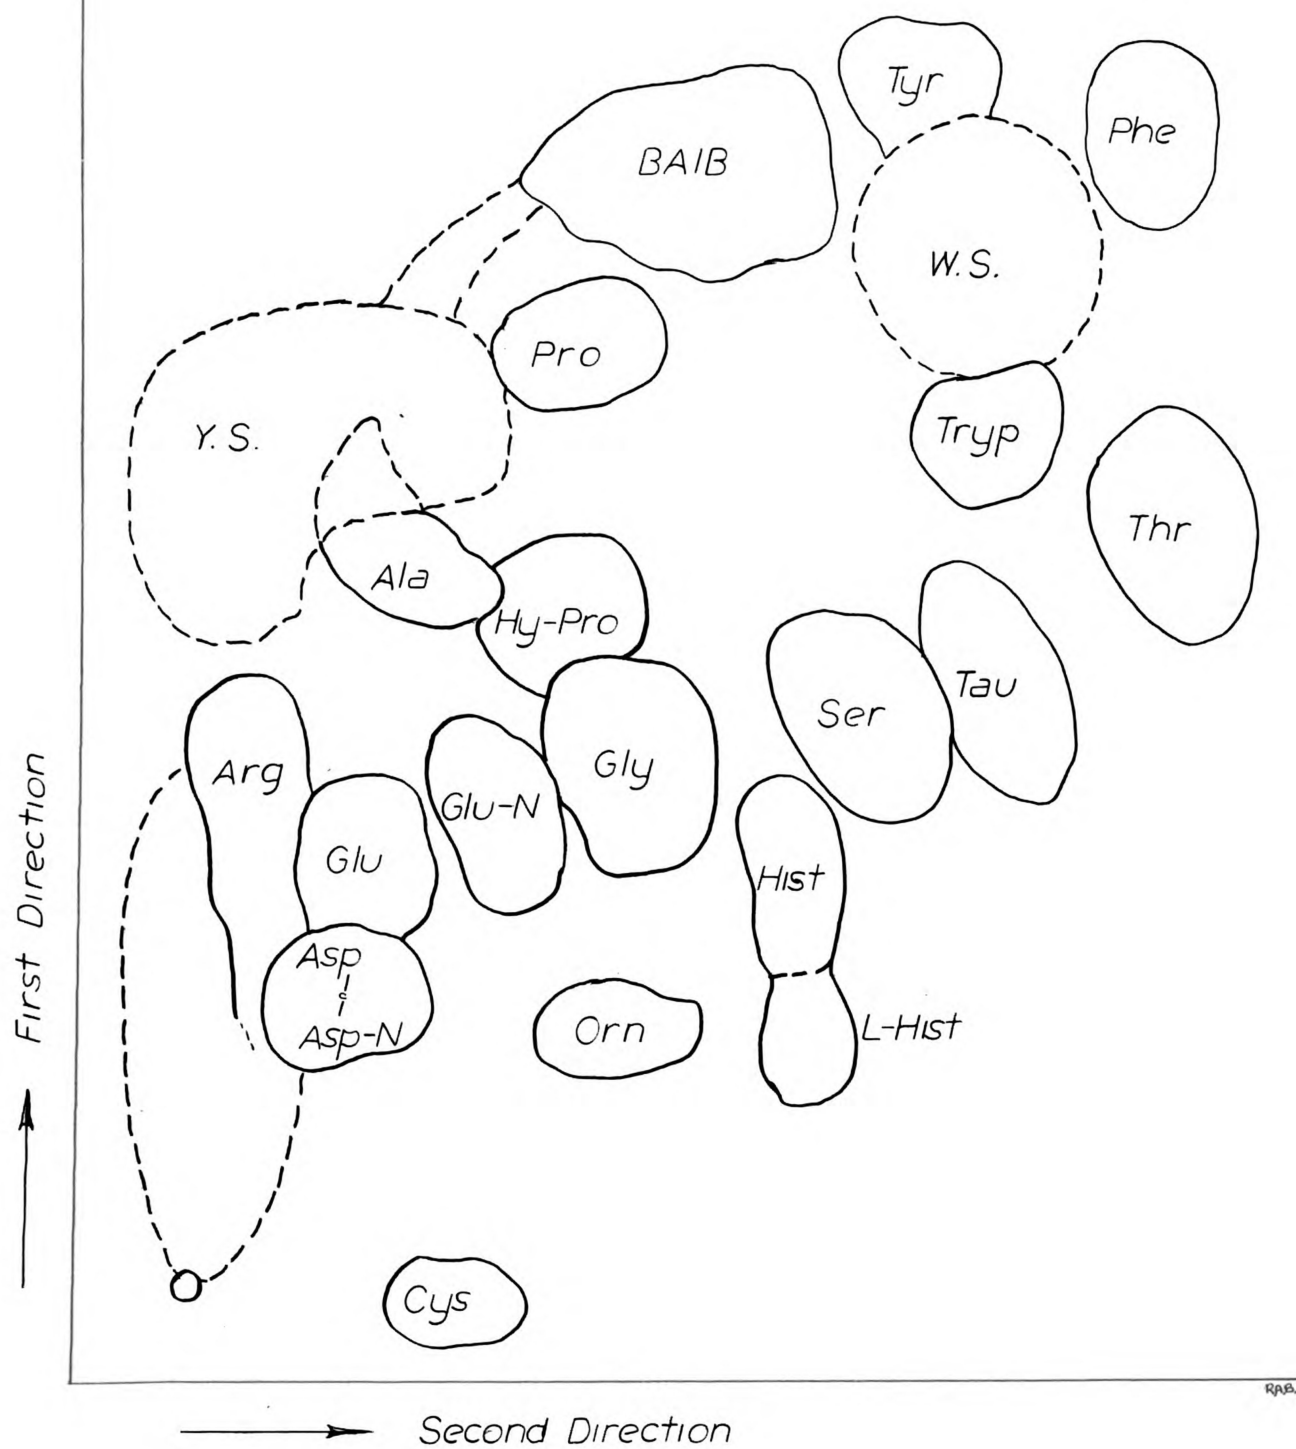 Tyr
Phe
BAIB
W.S.
Pro
Y.S.
Tryp
Thr
Ala
Hy-Pro
Tau
Ser
Arg
Gly
Glu-N
Glu
Hist
Asp
&
Asp-N
Orn
L-Hist
Cys
First Direction
Second Direction
RAB.